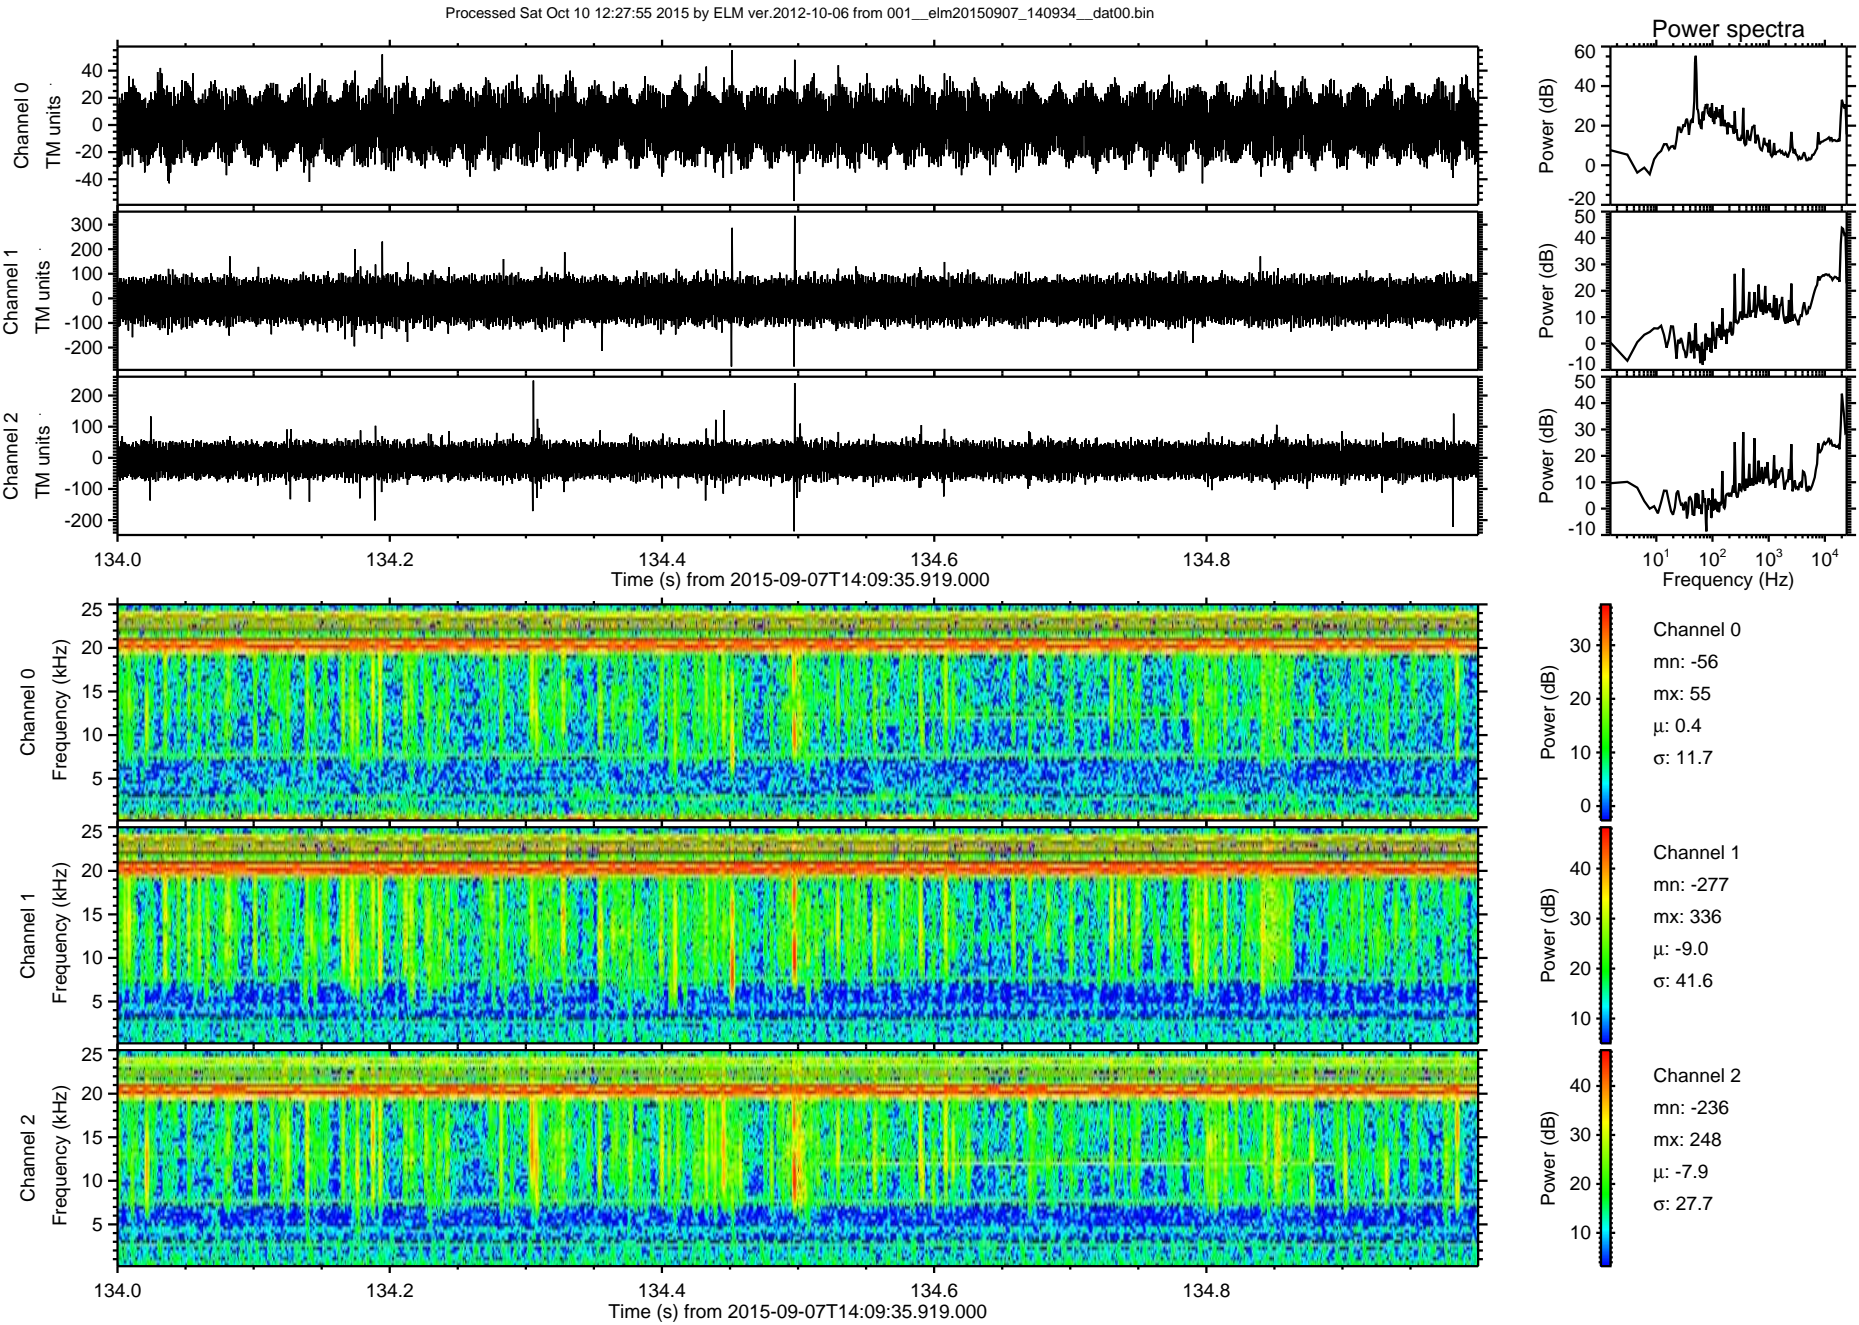 Processed Sat Oct 10 12:27:55 2015 by ELM ver.2012-10-06 from 001__elm20150907_140934__dat00.bin
Power spectra
Channel 0
TM units
40
20
0
-20
-40
Power (dB)
60
40
20
0
-20
Channel 1
TM units
300
200
100
0
-100
-200
Power (dB)
50
40
30
20
10
0
-10
Channel 2
TM units
200
100
0
-100
-200
Power (dB)
50
40
30
20
10
0
-10
134.0 134.2 134.4 134.6 134.8
Time (s) from 2015-09-07T14:09:35.919.000
10¹ 10² 10³ 10⁴
Frequency (Hz)
Channel 0
Frequency (kHz)
25
20
15
10
5
Power (dB)
30
20
10
0
Channel 0
mn: -56
mx: 55
μ: 0.4
σ: 11.7
Channel 1
Frequency (kHz)
25
20
15
10
5
Power (dB)
40
30
20
10
Channel 1
mn: -277
mx: 336
μ: -9.0
σ: 41.6
Channel 2
Frequency (kHz)
25
20
15
10
5
Power (dB)
40
30
20
10
Channel 2
mn: -236
mx: 248
μ: -7.9
σ: 27.7
134.0 134.2 134.4 134.6 134.8
Time (s) from 2015-09-07T14:09:35.919.000